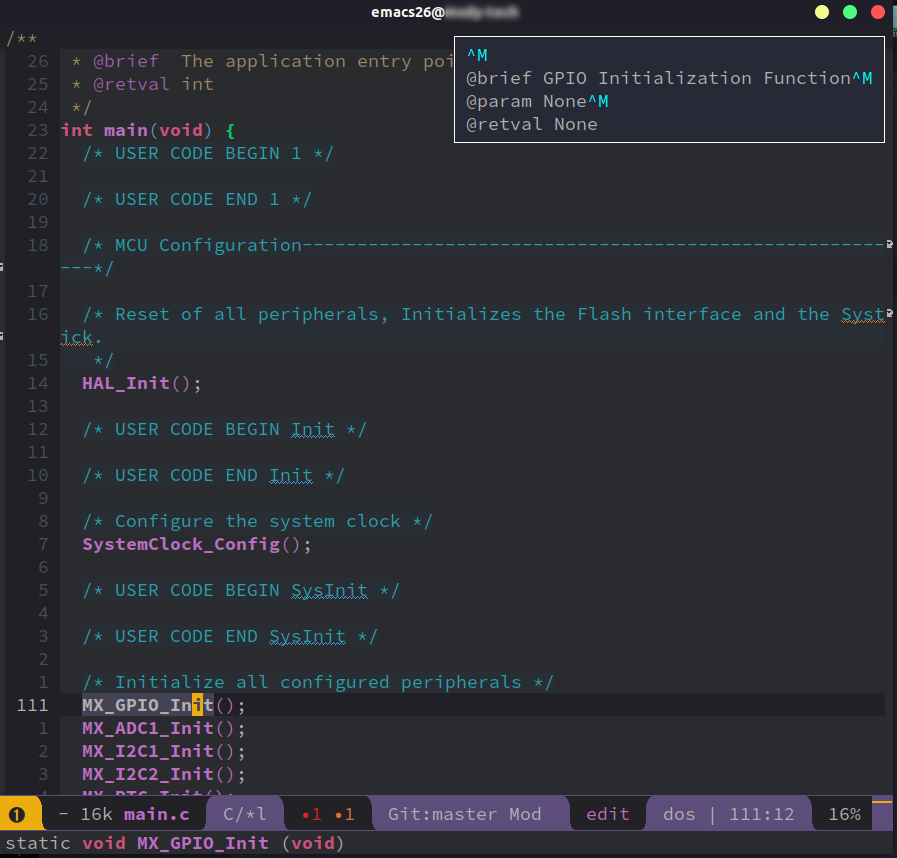 emacs26@
/**
26 * @brief  The application entry poi
25 * @retval int
24 */
23 int main(void) {
22 /* USER CODE BEGIN 1 */
21
20 /* USER CODE END 1 */
19
18 /* MCU Configuration-----------------------------------------------------
---*/
17
16 /* Reset of all peripherals, Initializes the Flash interface and the Syst
ick.
15 */
14 HAL_Init();
13
12 /* USER CODE BEGIN Init */
11
10 /* USER CODE END Init */
9
8 /* Configure the system clock */
7 SystemClock_Config();
6
5 /* USER CODE BEGIN SysInit */
4
3 /* USER CODE END SysInit */
2
1 /* Initialize all configured peripherals */
111 MX_GPIO_Init();
1 MX_ADC1_Init();
2 MX_I2C1_Init();
3 MX_I2C2_Init();
^M
@brief GPIO Initialization Function^M
@param None^M
@retval None
1 - 16k main.c C/*l •1 •1 Git:master Mod edit dos | 111:12 16%
static void MX_GPIO_Init (void)